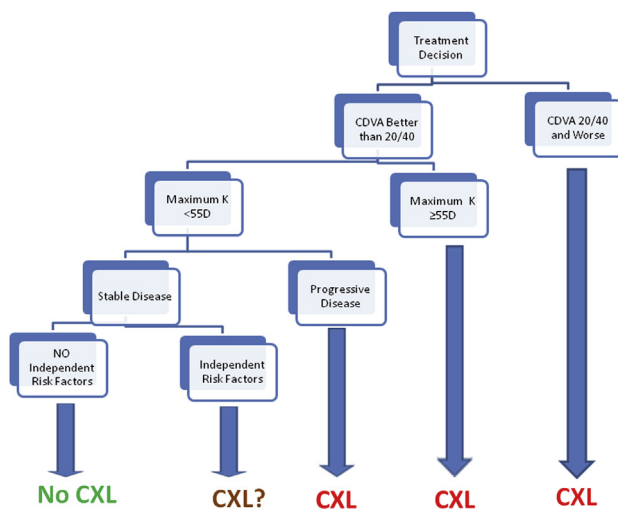 Treatment
Decision
CDVA Better
than 20/40
CDVA 20/40
and Worse
Maximum K
<55D
Maximum K
≥55D
Stable Disease
Progressive
Disease
NO
Independent
Risk Factors
Independent
Risk Factors
No CXL
CXL?
CXL
CXL
CXL